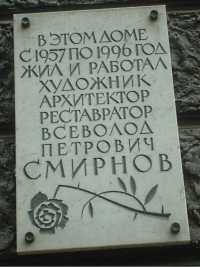 В ЭТОМ ДОМЕ
С 1957 ПО 1996 ГОД
ЖИЛ И РАБОТАЛ
ХУДОЖНИК
АРХИТЕКТОР
РЕСТАВРАТОР
ВСЕВОЛОД
ПЕТРОВИЧ
СМИРНОВ